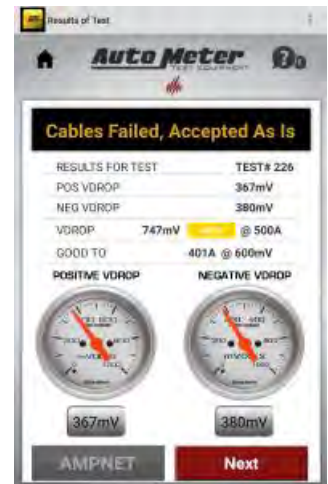 Results of Test
Auto Meter
TEST EQUIPMENT
Cables Failed, Accepted As Is
RESULTS FOR TEST TEST# 226
POS VDROP 367mV
NEG VDROP 380mV
VDROP 747mV @ 500A
GOOD TO 401A @ 600mV
POSITIVE VDROP NEGATIVE VDROP
367mV 380mV
AMPNET Next